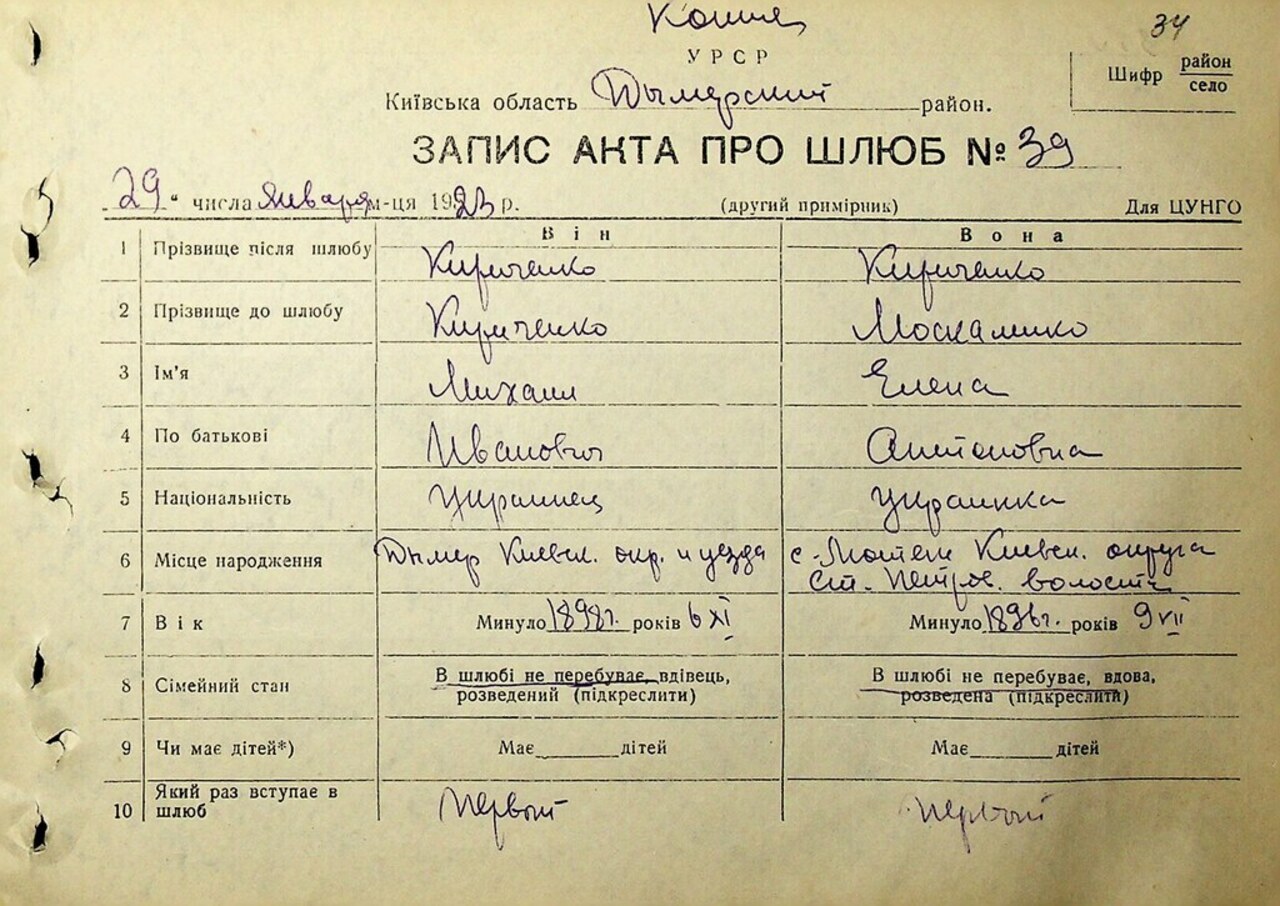 Копия
34
УРСР
Шифр район село
Київська область Дымерский район.
ЗАПИС АКТА ПРО ШЛЮБ № 39
„29“ числа января м-ця 1923 р. (другий примірник) Для ЦУНГО
Він Вона
1 Прізвище після шлюбу Кириченко Кириченко
2 Прізвище до шлюбу Кириченко Москаленко
3 Ім'я Михаил Елена
4 По батькові Иванович Антоновна
5 Національність Украинец Украинка
6 Місце народження Дымер Киевск. окр. и уезда с. Киевск. округа
Ст. Петров. волости
7 Вік Минуло 1898г. років 6 XI Минуло 1896г. років 9 VII
8 Сімейний стан В шлюбі не перебуває, вдівець, В шлюбі не перебуває, вдова,
розведений (підкреслити) розведена (підкреслити)
9 Чи має дітей*) Має дітей Має дітей
10 Який раз вступає в шлюб первый первый